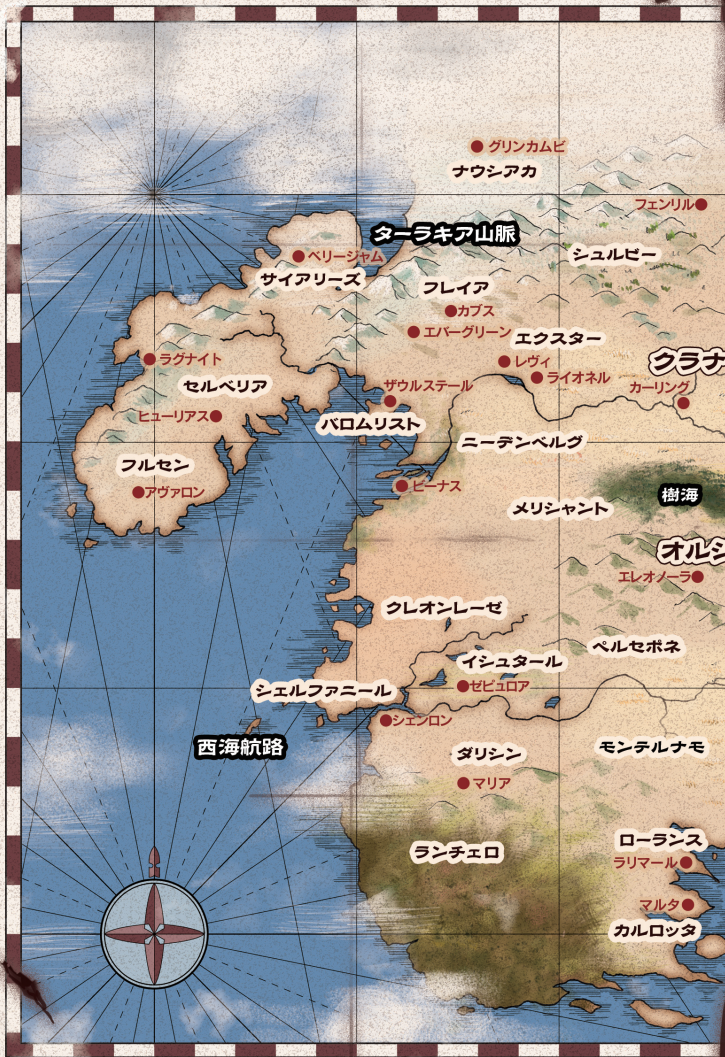 グリンカムビ
ナウシアカ
フェンリル
ターラキア山脈
ベリージャム
シュルビー
サイアリーズ
フレイア
カブス
エバーグリーン
エクスター
ラグナイト
レヴィ
クラナ
ライオネル
セルベリア
ザウルステール
カーリング
ヒューリアス
バロムリスト
ニーデンベルグ
フルセン
ビーナス
アヴァロン
樹海
メリシャント
オルシ
エレオノーラ
クレオンレーゼ
ペルセポネ
イシュタール
ゼピュロア
シェルファニール
シェンロン
西海航路
ダリシン
モンテルナモ
マリア
ローランス
ランチェロ
ラリマール
マルタ
カルロッタ